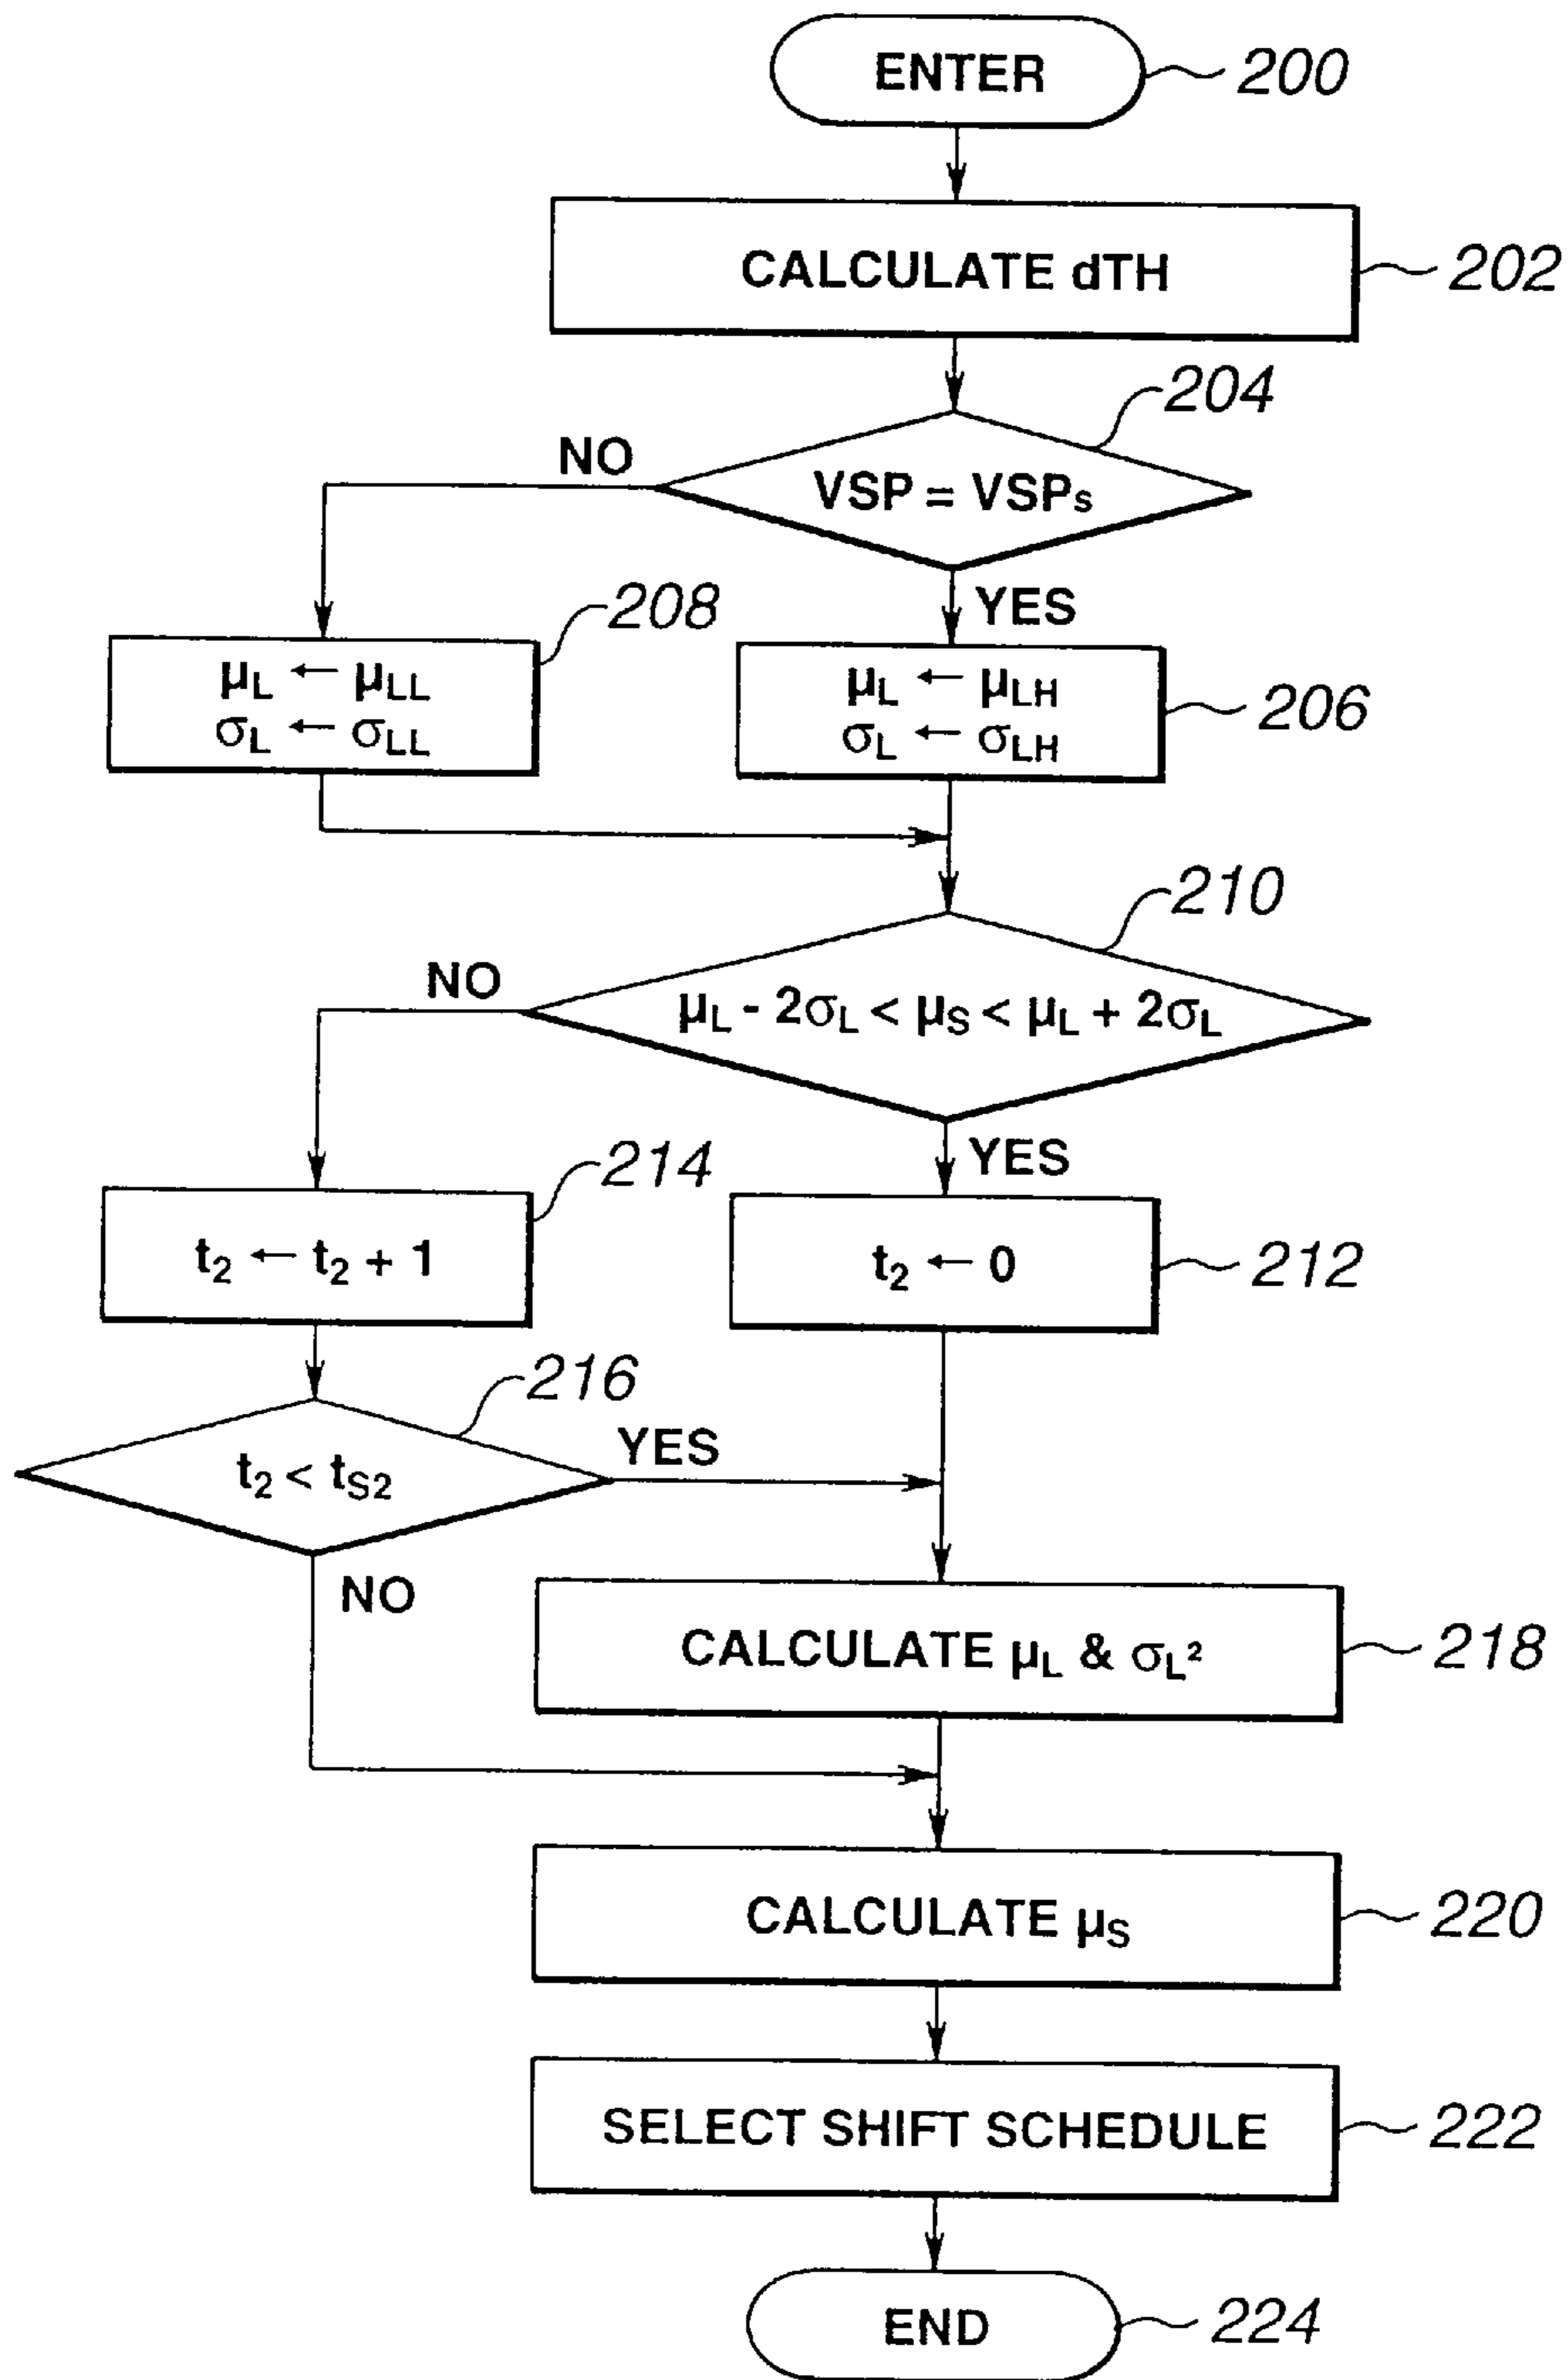 ENTER
200
CALCULATE dTH
202
204
NO
VSP = VSPs
YES
208
μL ← μLL
σL ← σLL
μL ← μLH
σL ← σLH
206
210
NO
μL - 2σL < μS < μL + 2σL
YES
214
t2 ← t2 + 1
t2 ← 0
212
216
YES
t2 < tS2
NO
CALCULATE μL & σL²
218
CALCULATE μS
220
SELECT SHIFT SCHEDULE
222
END
224